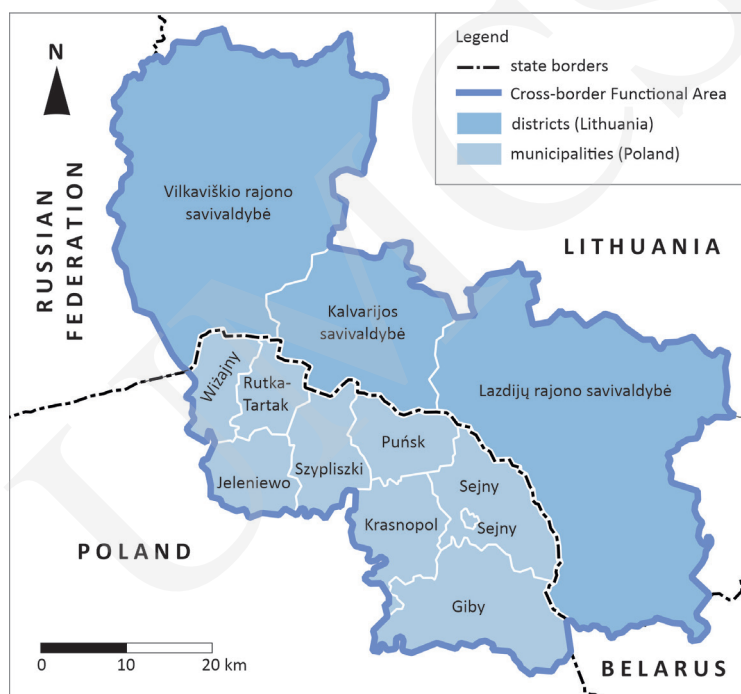 N
Legend
state borders
Cross-border Functional Area
districts (Lithuania)
municipalities (Poland)
RUSSIAN
FEDERATION
Vilkaviškio rajono
savivaldybė
LITHUANIA
Kalvarijos
savivaldybė
Lazdijų rajono savivaldybė
Wiżajny
Rutka-
Tartak
Puńsk
Jeleniewo
Szypliszki
Sejny
Krasnopol
Sejny
POLAND
Giby
0 10 20 km
BELARUS
UMCS